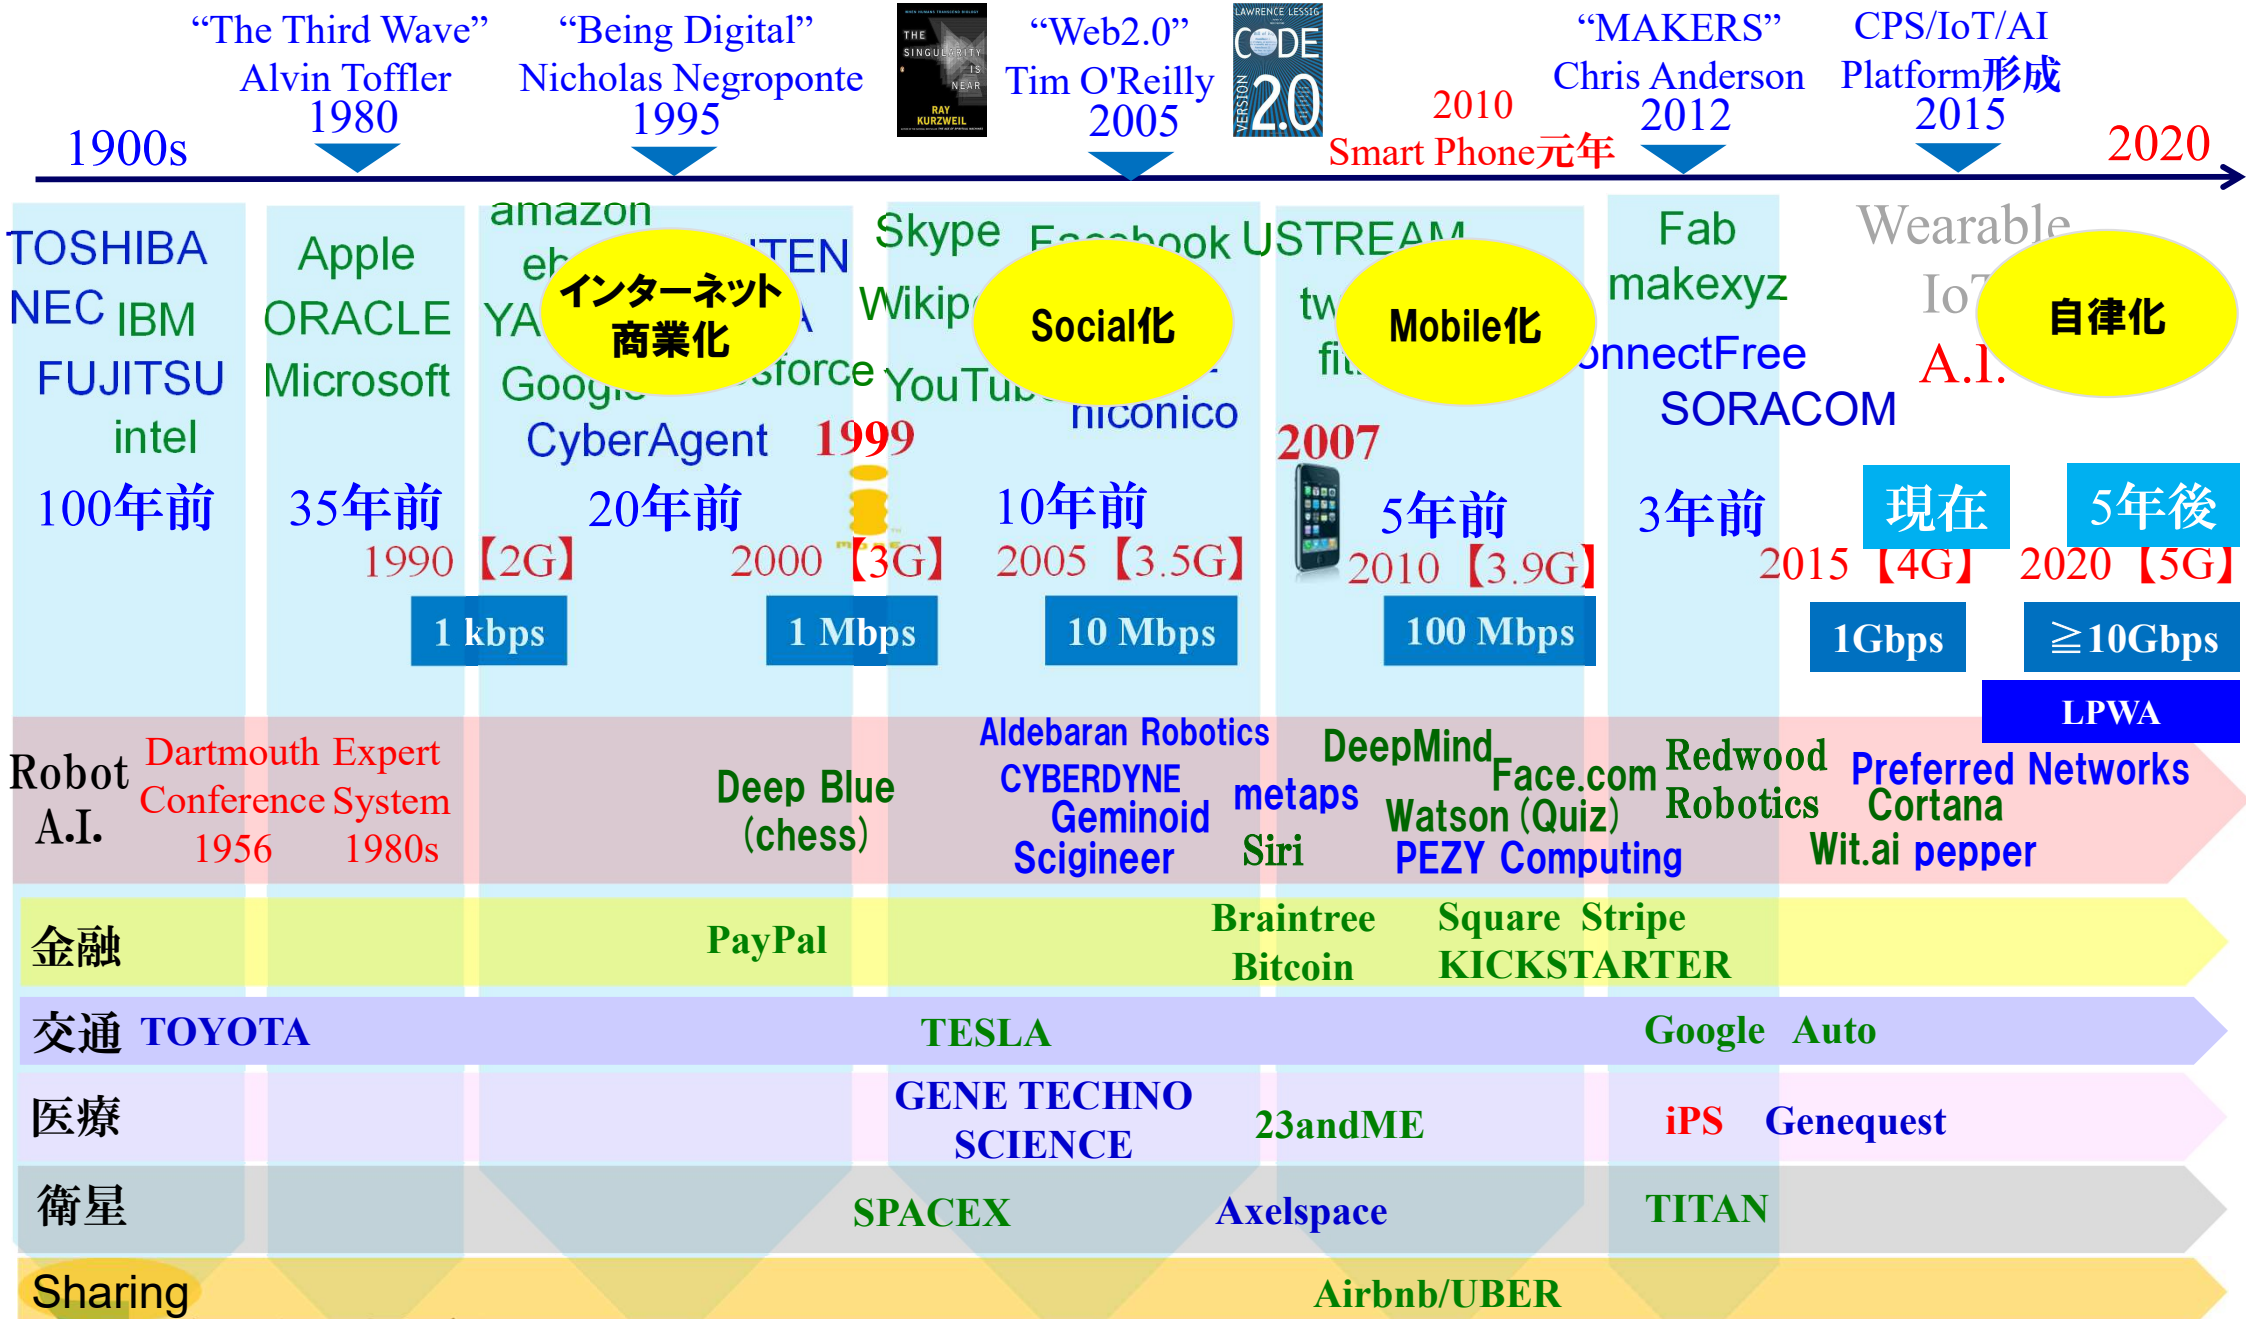 “The Third Wave”
Alvin Toffler
1980
“Being Digital”
Nicholas Negroponte
1995
THE
SINGULARITY
IS
NEAR
RAY
KURZWEIL
“Web2.0”
Tim O'Reilly
2005
LAWRENCE LESSIG
CODE
VERSION
2.0
2010
Smart Phone元年
“MAKERS”
Chris Anderson
2012
CPS/IoT/AI
Platform形成
2015
1900s
2020
TOSHIBA
NEC IBM
FUJITSU
intel
Apple
ORACLE
Microsoft
amazon
Google
CyberAgent
インターネット
商業化
1999
Skype
Facebook
YouTube
niconico
Social化
USTREAM
Mobile化
2007
Fab
makexyz
SORACOM
Wearable
A.I.
自律化
100年前
35年前
20年前
10年前
5年前
3年前
現在
5年後
1990【2G】
2000【3G】
2005【3.5G】
2010【3.9G】
2015【4G】
2020【5G】
1 kbps
1 Mbps
10 Mbps
100 Mbps
1Gbps
≧10Gbps
LPWA
Robot
A.I.
Dartmouth
Conference
1956
Expert
System
1980s
Deep Blue
(chess)
Aldebaran Robotics
CYBERDYNE
Geminoid
Scigineer
metaps
Siri
DeepMind
Face.com
Watson(Quiz)
PEZY Computing
Redwood
Robotics
Preferred Networks
Cortana
Wit.ai pepper
金融
PayPal
Braintree
Bitcoin
Square Stripe
KICKSTARTER
交通
TOYOTA
TESLA
Google Auto
医療
GENE TECHNO
SCIENCE
23andME
iPS
Genequest
衛星
SPACEX
Axelspace
TITAN
Sharing
Airbnb/UBER